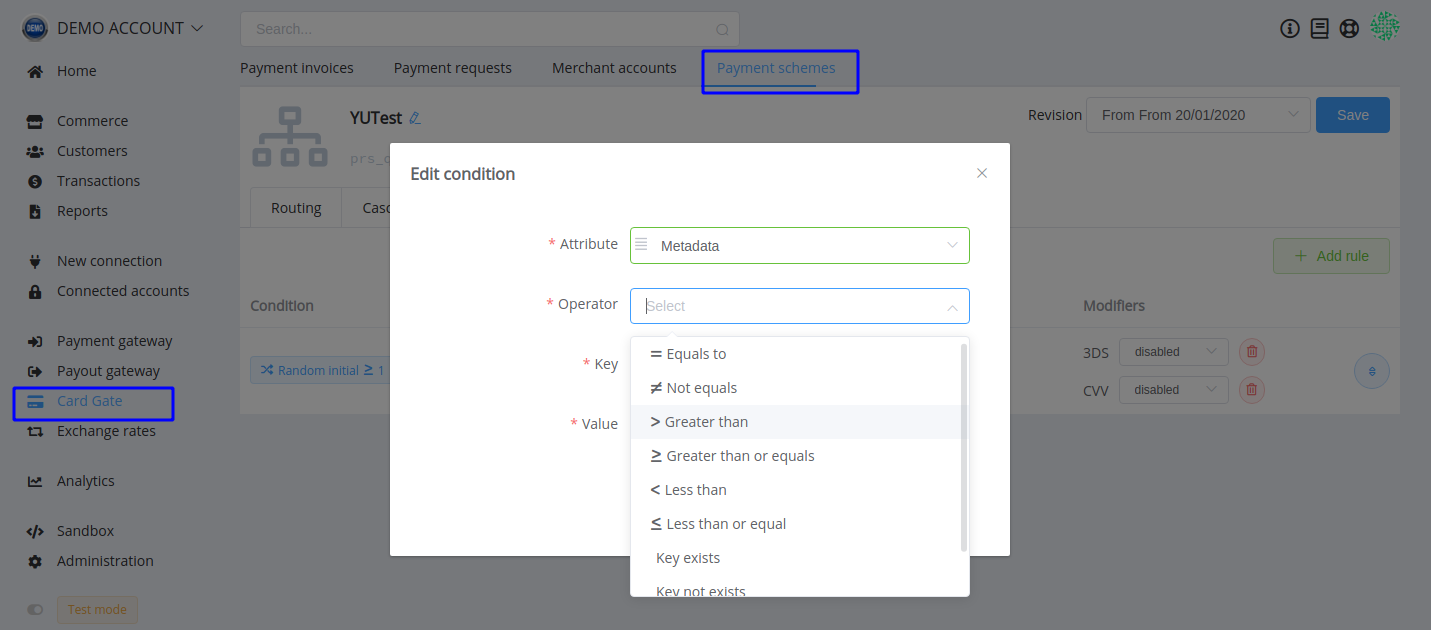 DEMO
DEMO ACCOUNT
Search...
Home
Commerce
Customers
Transactions
Reports
New connection
Connected accounts
Payment gateway
Payout gateway
Card Gate
Exchange rates
Analytics
Sandbox
Administration
Test mode
Payment invoices
Payment requests
Merchant accounts
Payment schemes
YUTest
prs_
Revision
From From 20/01/2020
Save
Routing
Casc
+ Add rule
Condition
Modifiers
Random initial ≥ 1
3DS
disabled
CVV
disabled
Edit condition
* Attribute
Metadata
* Operator
Select
* Key
* Value
= Equals to
≠ Not equals
> Greater than
≥ Greater than or equals
< Less than
≤ Less than or equal
Key exists
Key not exists